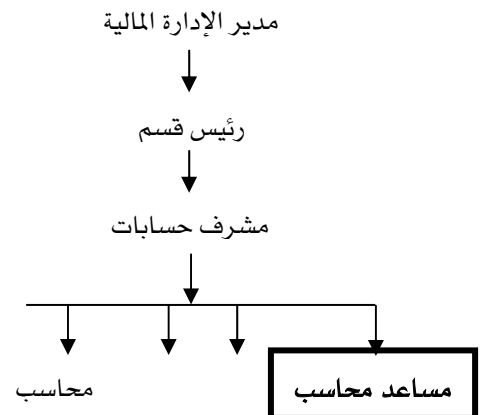 مدير الإدارة المالية
رئيس قسم
مشرف حسابات
مساعد محاسب محاسب